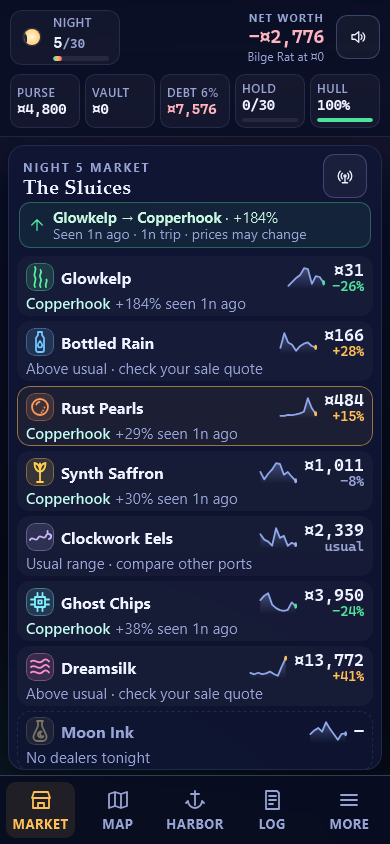 NIGHT
5/30
NET WORTH
−¤2,776
Bilge Rat at ¤0
PURSE
¤4,800
VAULT
¤0
DEBT 6%
¤7,576
HOLD
0/30
HULL
100%
NIGHT 5 MARKET
The Sluices
Glowkelp → Copperhook · +184%
Seen 1n ago · 1n trip · prices may change
Glowkelp
¤31
−26%
Copperhook +184% seen 1n ago
Bottled Rain
¤166
+28%
Above usual · check your sale quote
Rust Pearls
¤484
+15%
Copperhook +29% seen 1n ago
Synth Saffron
¤1,011
−8%
Copperhook +30% seen 1n ago
Clockwork Eels
¤2,339
usual
Usual range · compare other ports
Ghost Chips
¤3,950
−24%
Copperhook +38% seen 1n ago
Dreamsilk
¤13,772
+41%
Above usual · check your sale quote
Moon Ink
—
No dealers tonight
MARKET
MAP
HARBOR
LOG
MORE